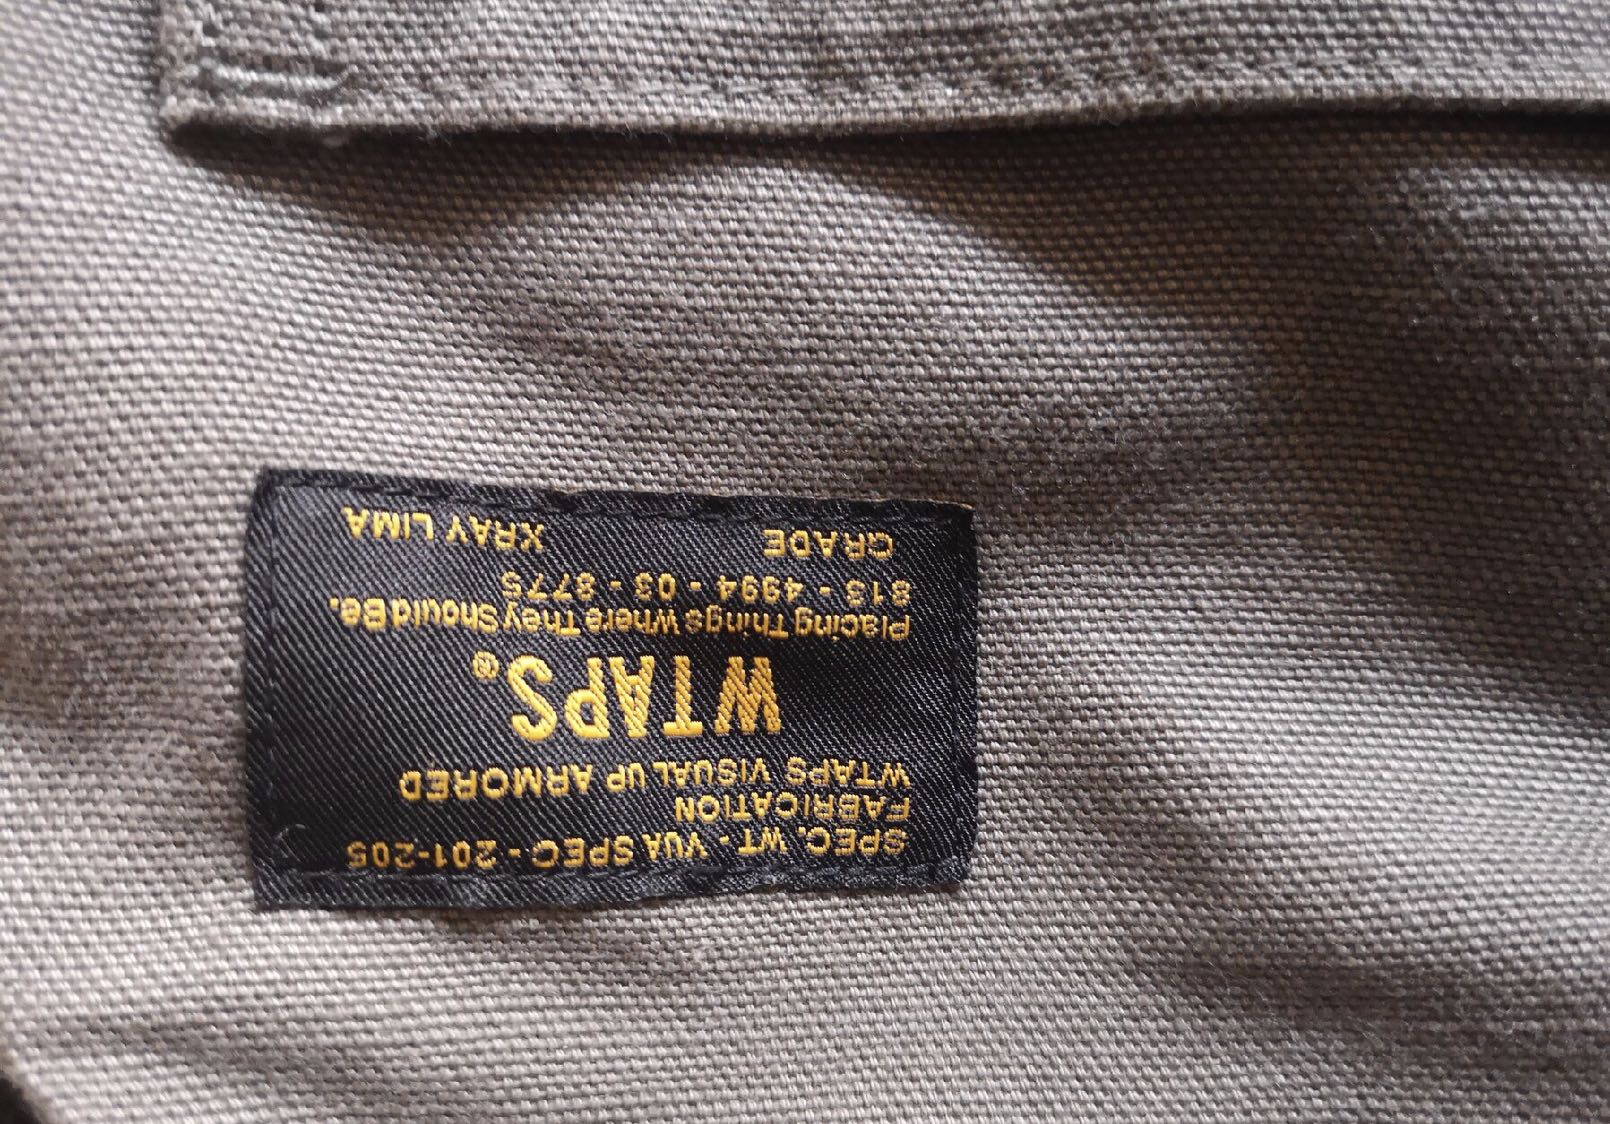 SPEC. WT - VUA SPEC - 201-205
FABRICATION
WTAPS VISUAL UP ARMORED
WTAPS.®
Placing Things Where They Should Be.
813 - 4994 - 03 - 8775
GRADE XRAY LIMA